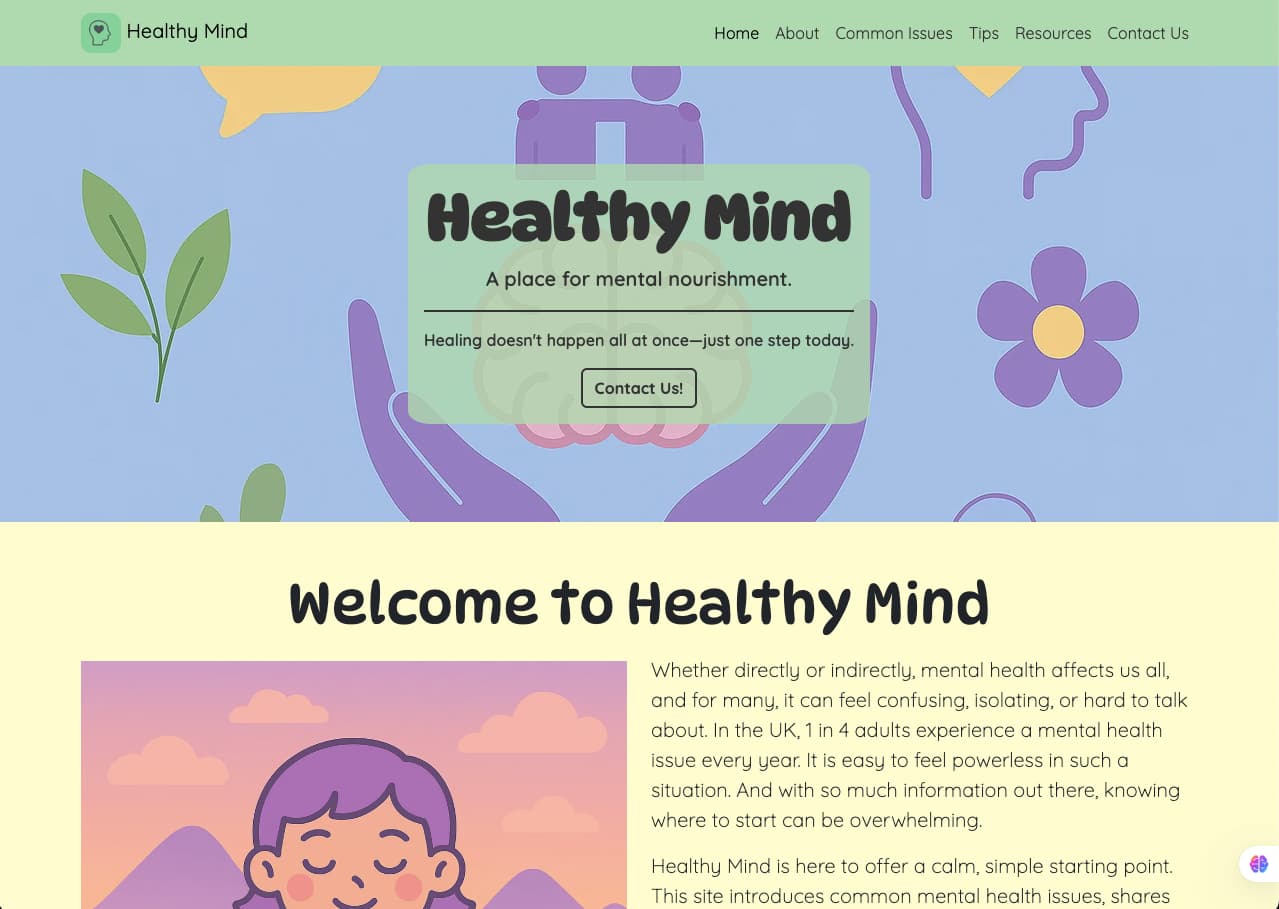 Healthy Mind
Home About Common Issues Tips Resources Contact Us
Healthy Mind
A place for mental nourishment.
Healing doesn't happen all at once—just one step today.
Contact Us!
Welcome to Healthy Mind
Whether directly or indirectly, mental health affects us all,
and for many, it can feel confusing, isolating, or hard to talk
about. In the UK, 1 in 4 adults experience a mental health
issue every year. It is easy to feel powerless in such a
situation. And with so much information out there, knowing
where to start can be overwhelming.
Healthy Mind is here to offer a calm, simple starting point.
This site introduces common mental health issues, shares